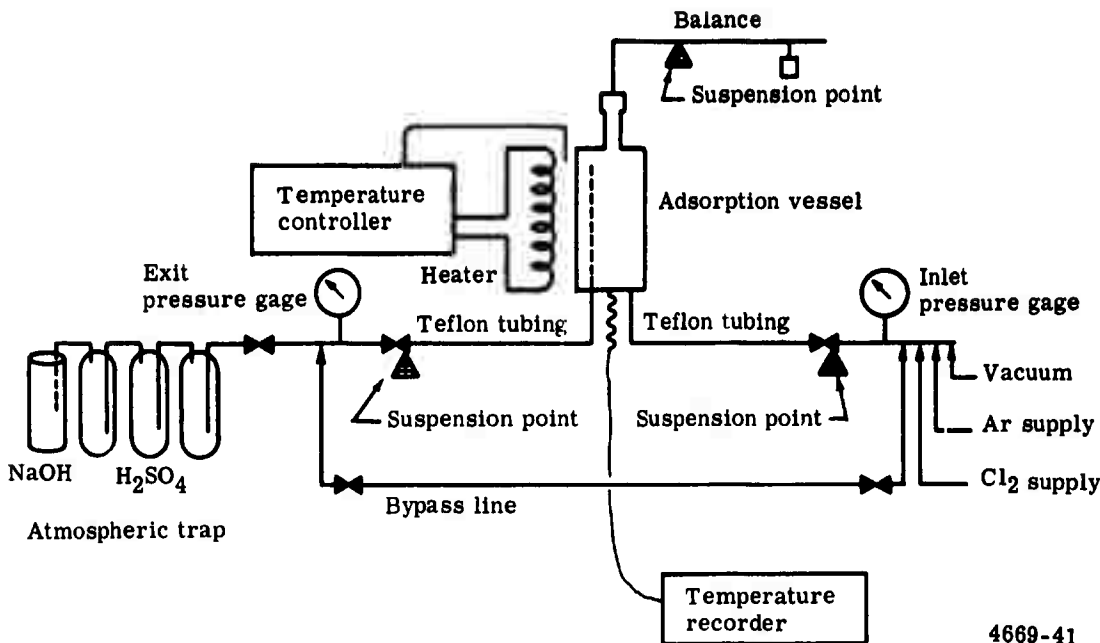 Balance
Suspension point
Temperature
controller
Adsorption vessel
Heater
Exit
pressure gage
Inlet
pressure gage
Teflon tubing
Teflon tubing
Vacuum
Suspension point
Suspension point
Ar supply
NaOH
H₂SO₄
Cl₂ supply
Bypass line
Atmospheric trap
Temperature
recorder
4669-41